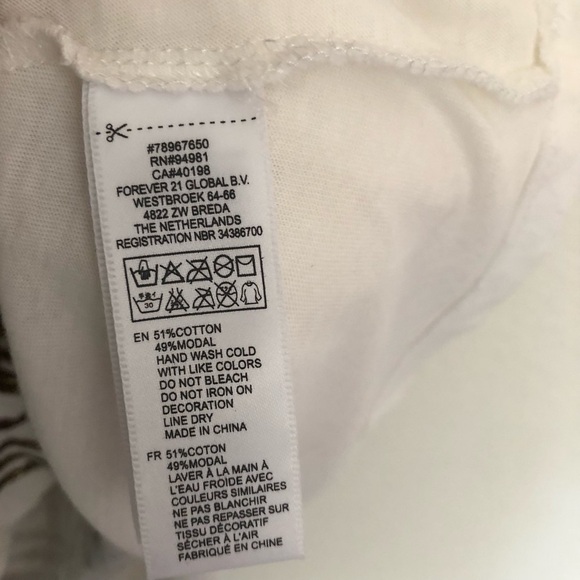 #78967650
RN#94981
CA#40198
FOREVER 21 GLOBAL B.V.
WESTBROEK 64-66
4822 ZW BREDA
THE NETHERLANDS
REGISTRATION NBR 34386700
30
EN 51%COTTON
49%MODAL
HAND WASH COLD
WITH LIKE COLORS
DO NOT BLEACH
DO NOT IRON ON
DECORATION
LINE DRY
MADE IN CHINA
FR 51%COTON
49%MODAL
LAVER À LA MAIN À
L'EAU FROIDE AVEC
COULEURS SIMILAIRES
NE PAS BLANCHIR
NE PAS REPASSER SUR
TISSU DÉCORATIF
SÉCHER À L'AIR
FABRIQUÉ EN CHINE